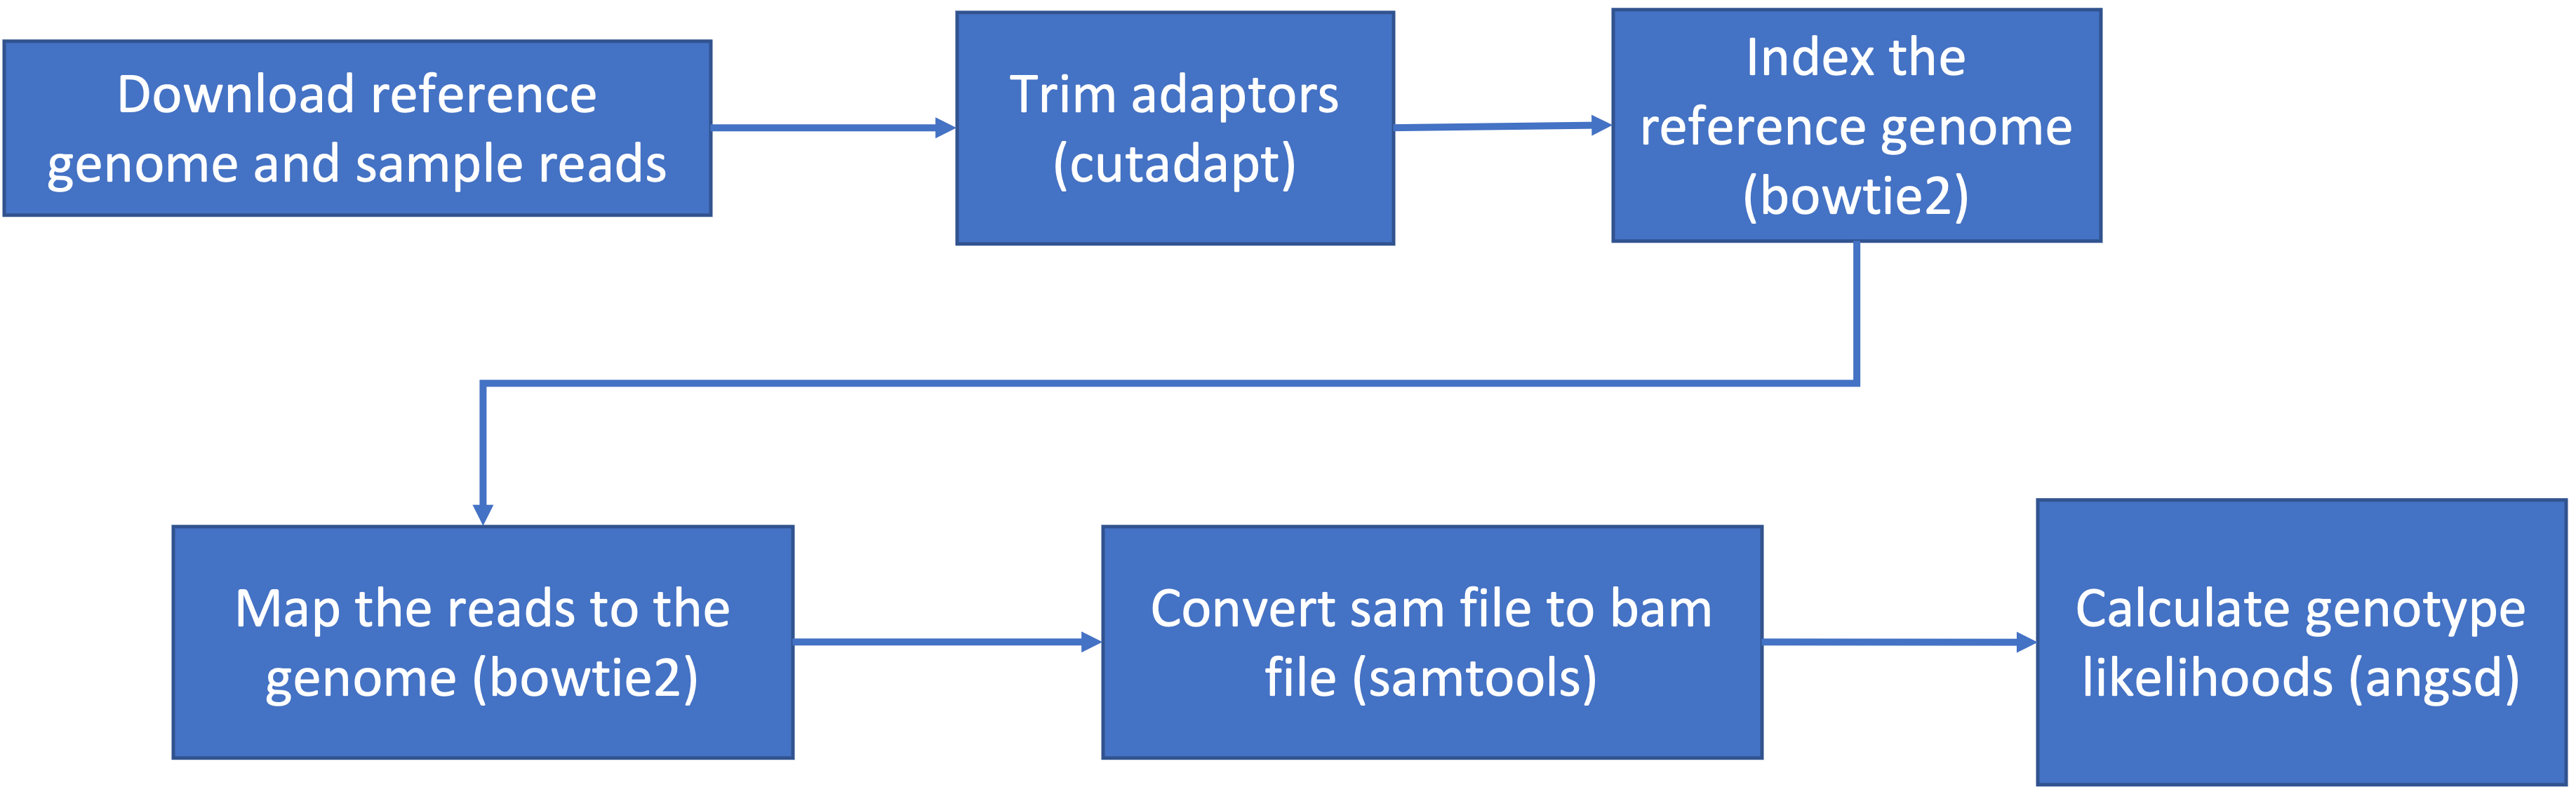 Download reference
genome and sample reads
Trim adaptors
(cutadapt)
Index the
reference genome
(bowtie2)
Map the reads to the
genome (bowtie2)
Convert sam file to bam
file (samtools)
Calculate genotype
likelihoods (angsd)